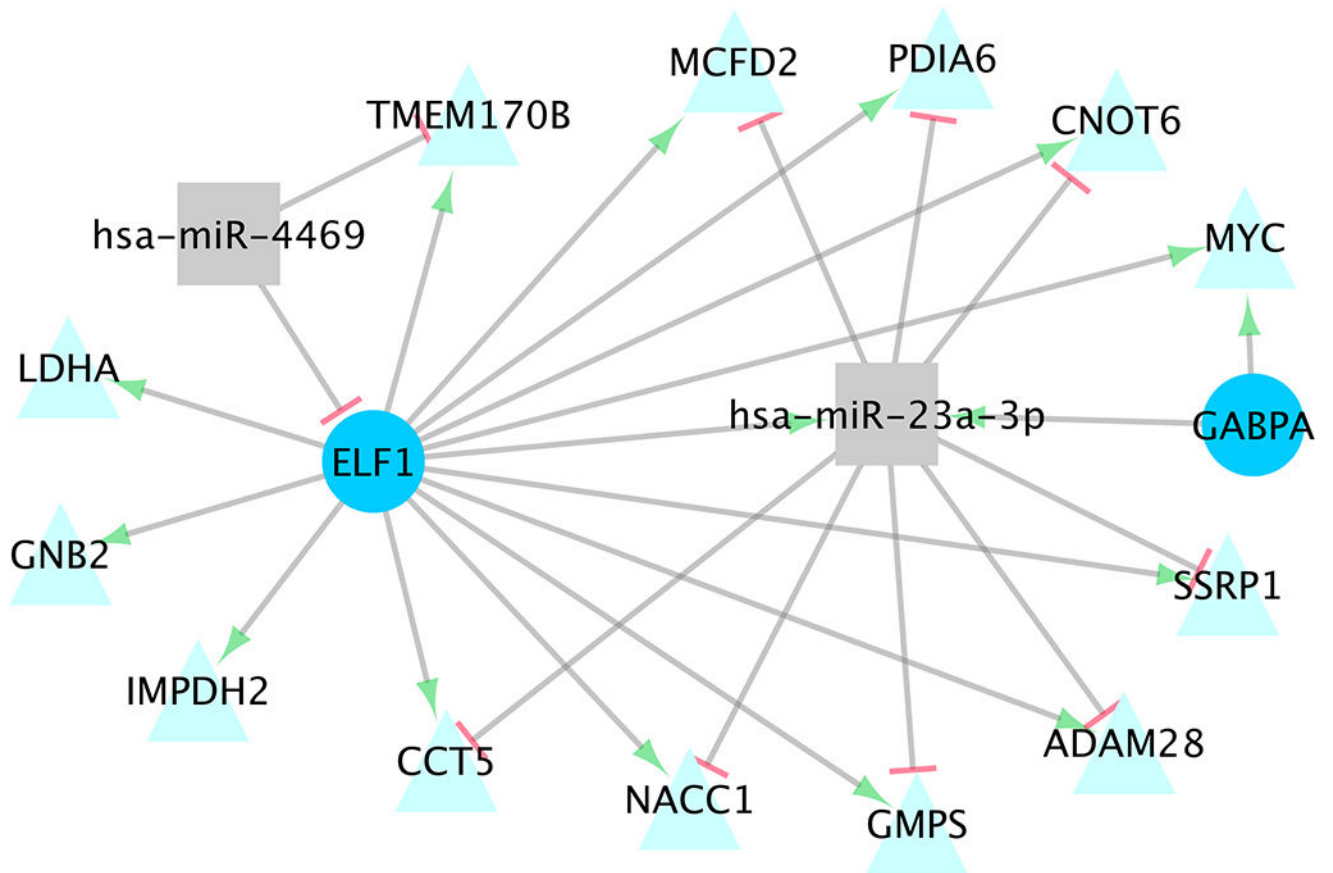 MCFD2
PDIA6
TMEM170B
CNOT6
hsa-miR-4469
MYC
LDHA
hsa-miR-23a-3p
GABPA
ELF1
GNB2
SSRP1
IMPDH2
ADAM28
CCT5
NACC1
GMPS